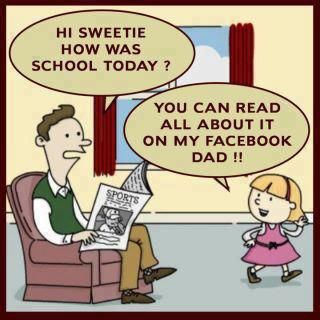 HI SWEETIE
HOW WAS
SCHOOL TODAY ?
YOU CAN READ
ALL ABOUT IT
ON MY FACEBOOK
DAD !!
SPORTS